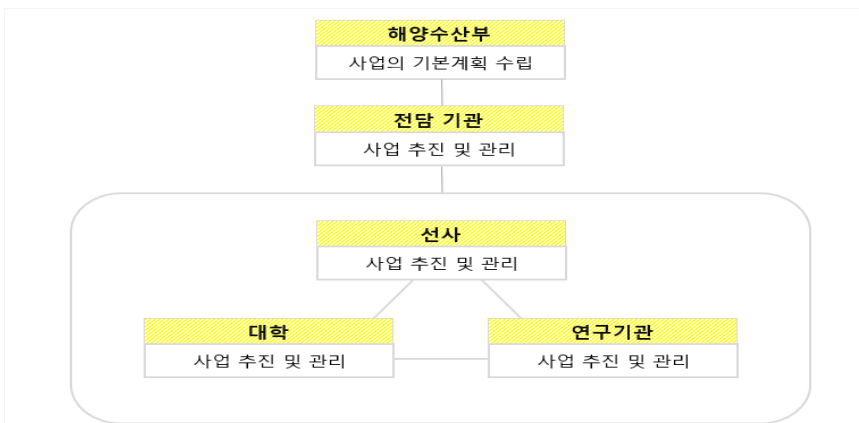 해양수산부
사업의 기본계획 수립
전담 기관
사업 추진 및 관리
선사
사업 추진 및 관리
대학
사업 추진 및 관리
연구기관
사업 추진 및 관리